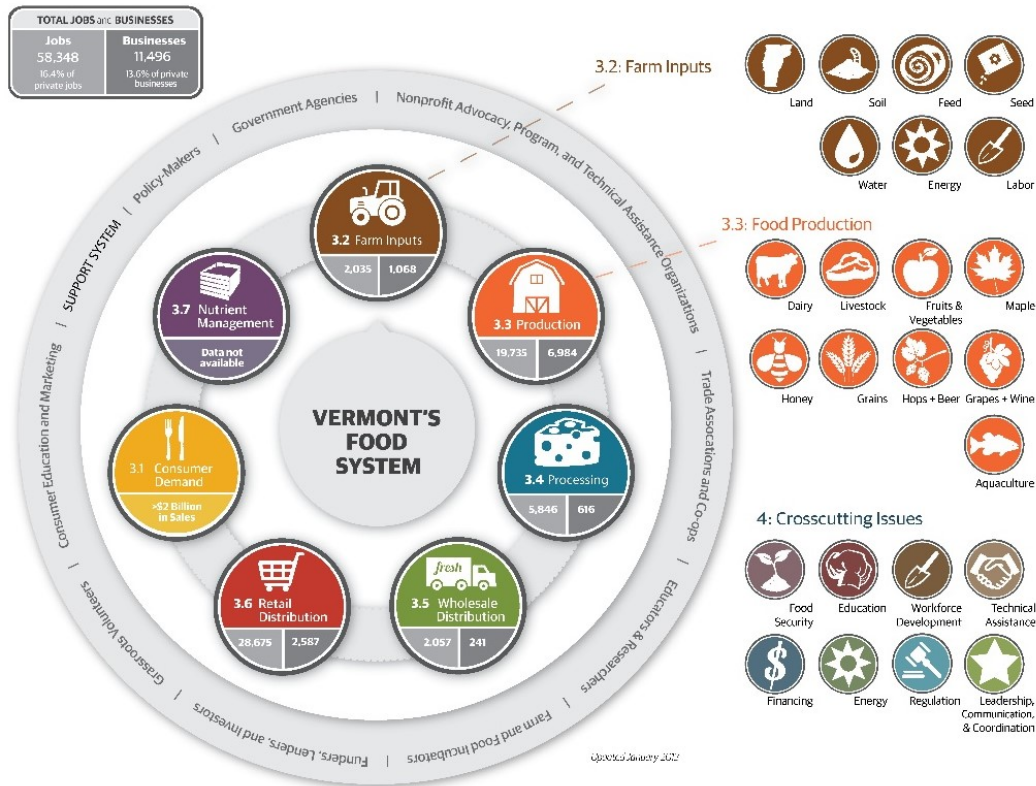 TOTAL JOBS and BUSINESSES
Jobs
58,348
16.4% of
private jobs
Businesses
11,496
13.6% of private
businesses
SUPPORT SYSTEM | Policy-Makers | Government Agencies | Nonprofit Advocacy, Program, and Technical Assistance Organizations | Trade Assocations and Co-ops | Educators & Researchers | Farm and Food Incubators | Funders, Lenders, and Investors | Grassroots Volunteers | Consumer Education and Marketing |
VERMONT'S
FOOD
SYSTEM
3.2 Farm Inputs
2,035 1,068
3.3 Production
19,735 6,984
3.4 Processing
5,846 616
3.5 Wholesale
Distribution
fresh
2,057 241
3.6 Retail
Distribution
28,675 2,587
3.1 Consumer
Demand
>$2 Billion
in Sales
3.7 Nutrient
Management
Data not
available
3.2: Farm Inputs
Land Soil Feed Seed
Water Energy Labor
3.3: Food Production
Dairy Livestock Fruits & Maple
Vegetables
Honey Grains Hops + Beer Grapes + Wine
Aquaculture
4: Crosscutting Issues
Food Education Workforce Technical
Security Development Assistance
Financing Energy Regulation Leadership,
Communication,
& Coordination
Updated January